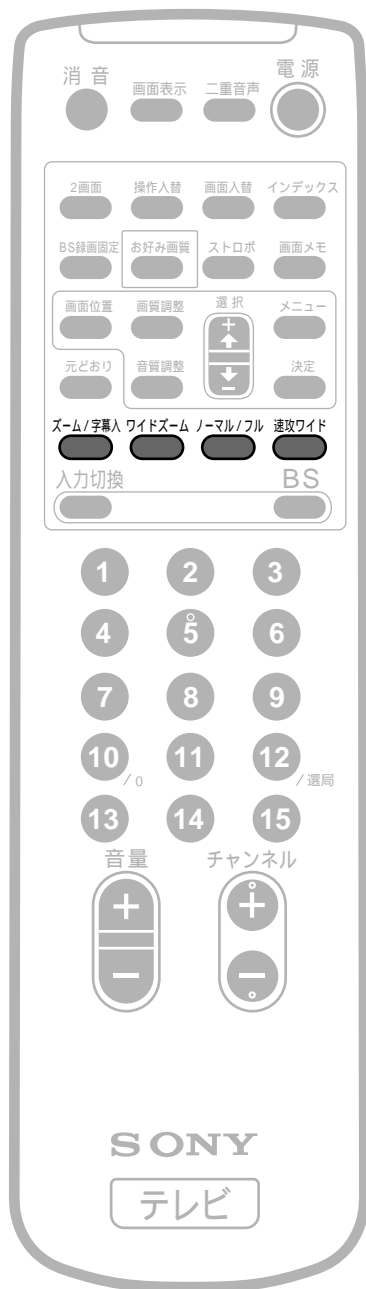 消音 画面表示 二重音声 電源
2画面 操作入替 画面入替 インデックス
BS録画固定 お好み画質 ストロボ 画面メモ
画面位置 画質調整 選択 メニュー
+
元どおり 音質調整 決定
−
ズーム/字幕入 ワイドズーム ノーマル/フル 速攻ワイド
入力切換 BS
1 2 3
4 5 6
7 8 9
10 /0 11 12 /選局
13 14 15
音量 チャンネル
+ +
− −
SONY
テレビ